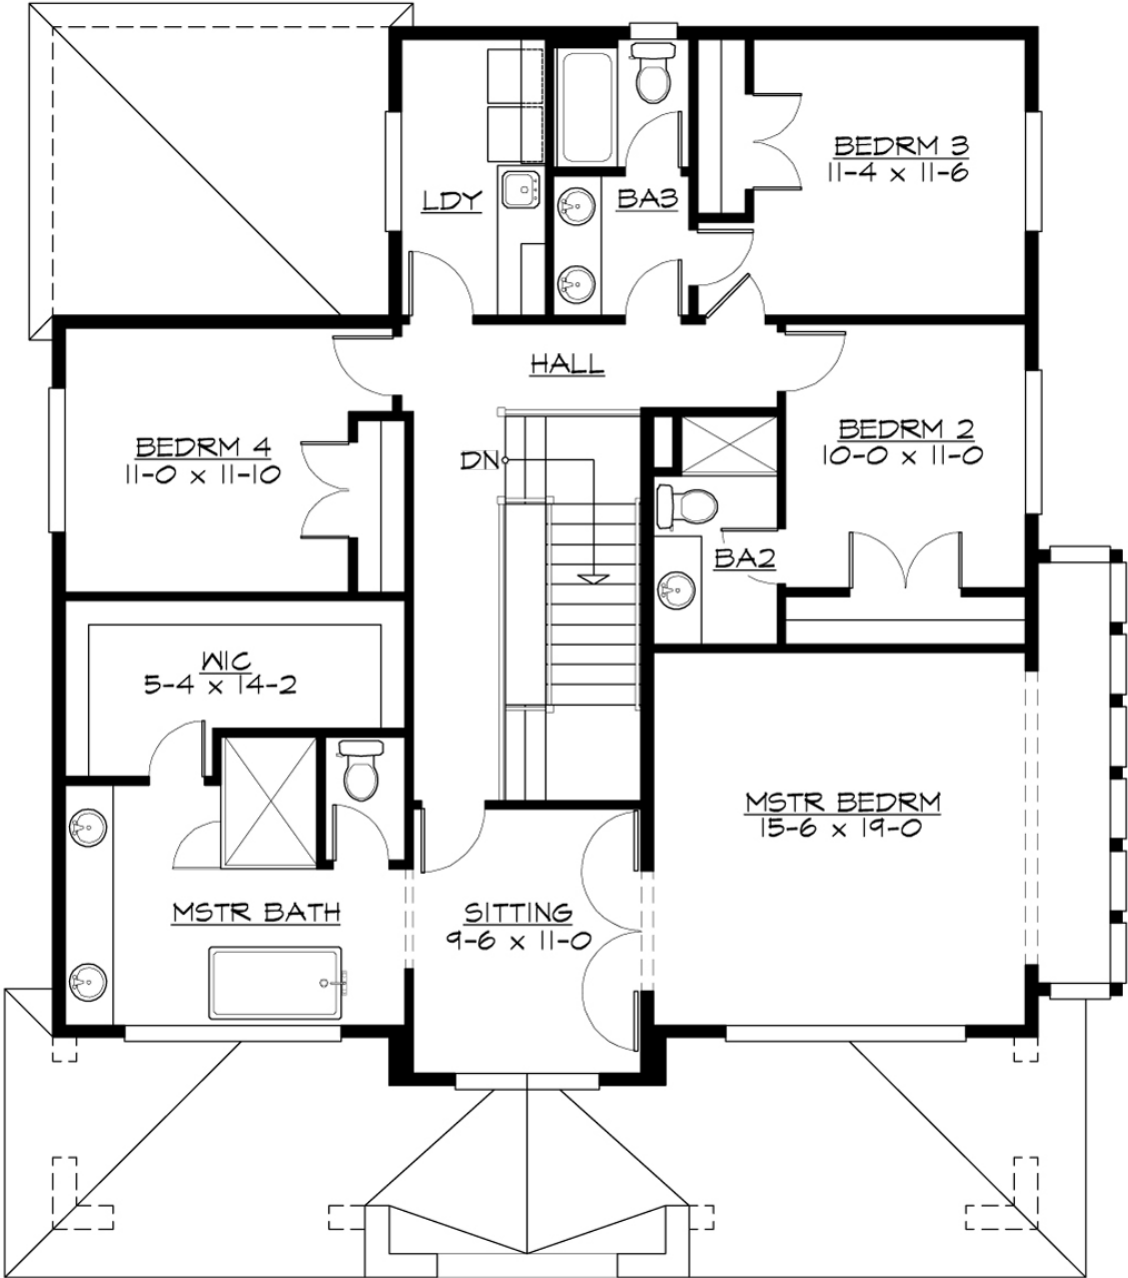 BEDRM 3
11-4 x 11-6
LDY
BA3
HALL
BEDRM 2
10-0 x 11-0
BEDRM 4
11-0 x 11-10
DN
BA2
WIC
5-4 x 14-2
MSTR BEDRM
15-6 x 19-0
MSTR BATH
SITTING
9-6 x 11-0